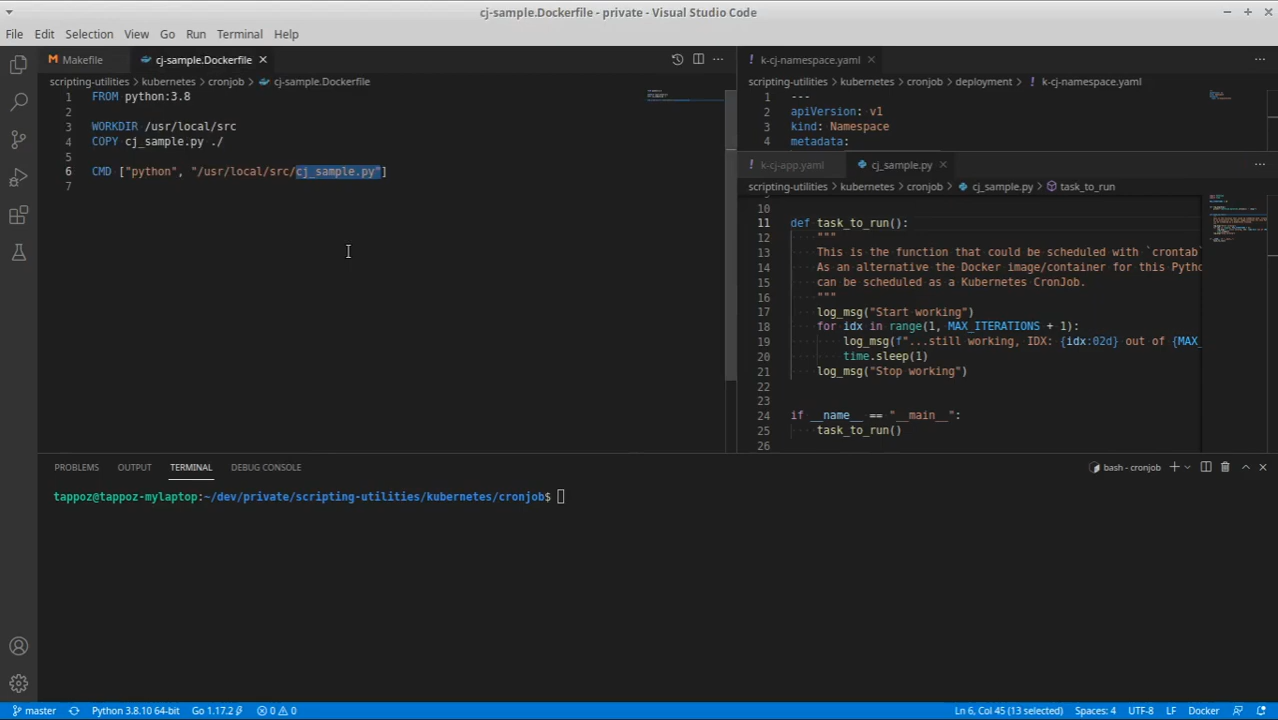 cj-sample.Dockerfile - private - Visual Studio Code
File Edit Selection View Go Run Terminal Help
Makefile
cj-sample.Dockerfile
scripting-utilities › kubernetes › cronjob › cj-sample.Dockerfile
1 FROM python:3.8
2
3 WORKDIR /usr/local/src
4 COPY cj_sample.py ./
5
6 CMD ["python", "/usr/local/src/cj_sample.py"]
7
k-cj-namespace.yaml
scripting-utilities › kubernetes › cronjob › deployment › ! k-cj-namespace.yaml
1 ---
2 apiVersion: v1
3 kind: Namespace
4 metadata:
! k-cj-app.yaml
cj_sample.py
scripting-utilities › kubernetes › cronjob › cj_sample.py › task_to_run
10
11 def task_to_run():
12 """
13 This is the function that could be scheduled with `crontab`
14 As an alternative the Docker image/container for this Pytho
15 can be scheduled as a Kubernetes CronJob.
16 """
17 log_msg("Start working")
18 for idx in range(1, MAX_ITERATIONS + 1):
19 log_msg(f"...still working, IDX: {idx:02d} out of {MAX_
20 time.sleep(1)
21 log_msg("Stop working")
22
23
24 if __name__ == "__main__":
25 task_to_run()
26
PROBLEMS OUTPUT TERMINAL DEBUG CONSOLE
bash - cronjob
tappoz@tappoz-mylaptop:~/dev/private/scripting-utilities/kubernetes/cronjob$
master Python 3.8.10 64-bit Go 1.17.2 0 0
Ln 6, Col 45 (13 selected) Spaces: 4 UTF-8 LF Docker